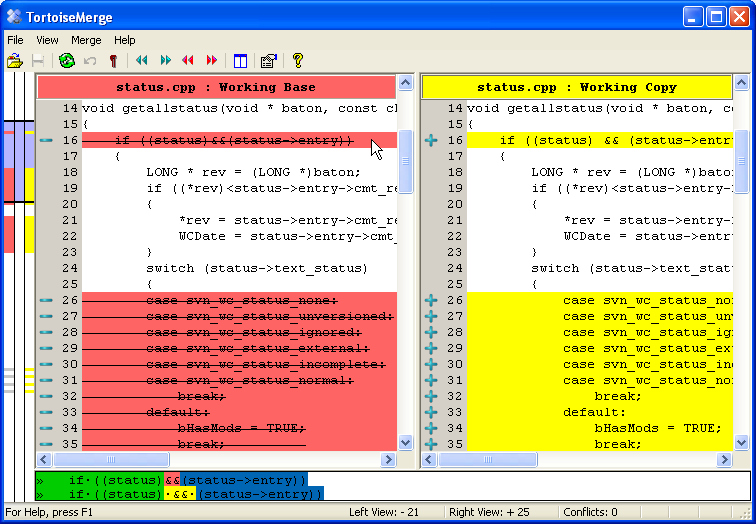 TortoiseMerge
File View Merge Help
status.cpp : Working Base
14 void getallstatus(void * baton, const
15 {
16 if ((status)&&(status->entry))
17 {
18 LONG * rev = (LONG *)baton;
19 if ((*rev)<status->entry->cmt_re
20 {
21 *rev = status->entry->cmt_re
22 WCDate = status->entry->cmt_
23 }
24 switch (status->text_status)
25 {
26 case svn_wc_status_none:
27 case svn_wc_status_unversioned:
28 case svn_wc_status_ignored:
29 case svn_wc_status_external:
30 case svn_wc_status_incomplete:
31 case svn_wc_status_normal:
32 break;
33 default:
34 bHasMods = TRUE;
35 break;
status.cpp : Working Copy
14 void getallstatus(void * baton, co
15 {
16 if ((status) && (status->entr
17 {
18 LONG * rev = (LONG *)bato
19 if ((*rev)<status->entry-
20 {
21 *rev = status->entry-
22 WCDate = status->entr
23 }
24 switch (status->text_stat
25 {
26 case svn_wc_status_no
27 case svn_wc_status_un
28 case svn_wc_status_ig
29 case svn_wc_status_ex
30 case svn_wc_status_in
31 case svn_wc_status_no
32 break;
33 default:
34 bHasMods = TRUE;
35 break;
» if·((status)&&(status->entry))
» if·((status)·&&·(status->entry))
For Help, press F1 Left View: - 21 Right View: + 25 Conflicts: 0